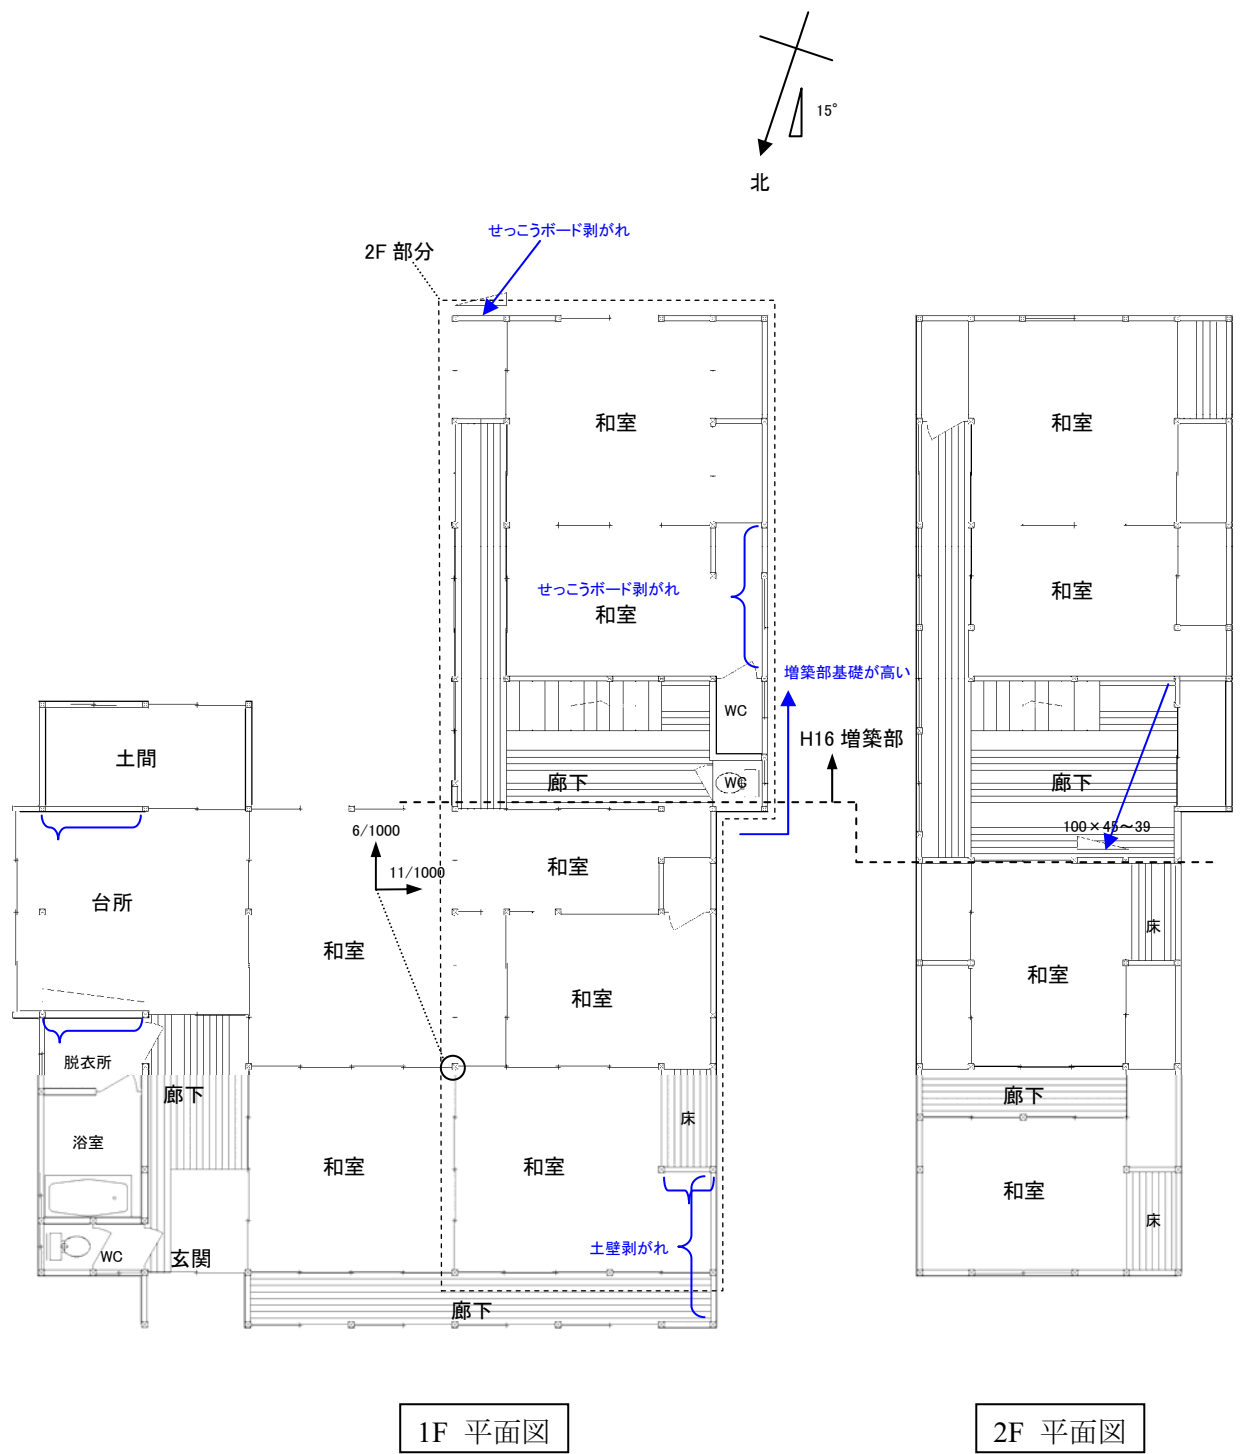 15°
北
せっこうボード剥がれ
2F 部分
和室
和室
せっこうボード剥がれ
和室
和室
増築部基礎が高い
WC
H16 増築部
土間
廊下
WC
廊下
6/1000
11/1000
100×45~39
和室
台所
和室
床
和室
和室
脱衣所
廊下
廊下
床
浴室
和室
和室
和室
床
土壁剥がれ
WC
玄関
廊下
1F 平面図
2F 平面図